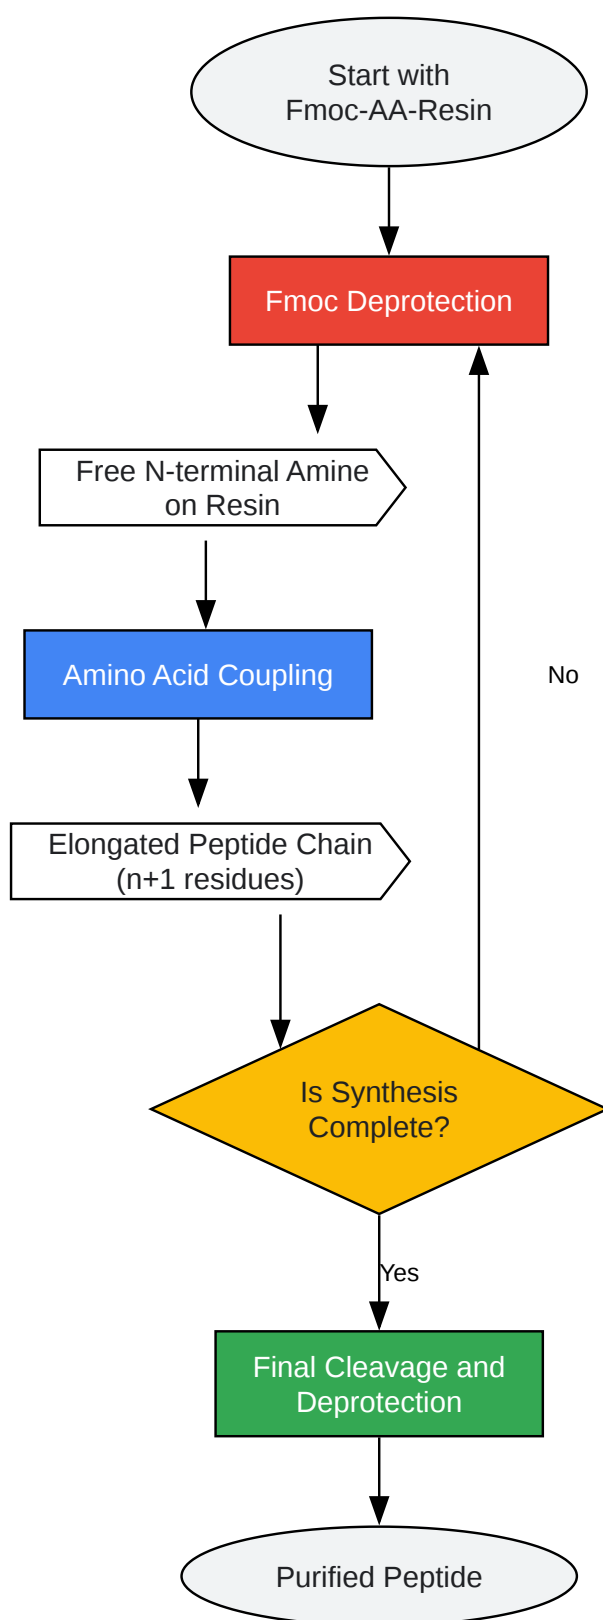 Start with
Fmoc-AA-Resin
Fmoc Deprotection
Free N-terminal Amine
on Resin
Amino Acid Coupling
No
Elongated Peptide Chain
(n+1 residues)
Is Synthesis
Complete?
Yes
Final Cleavage and
Deprotection
Purified Peptide